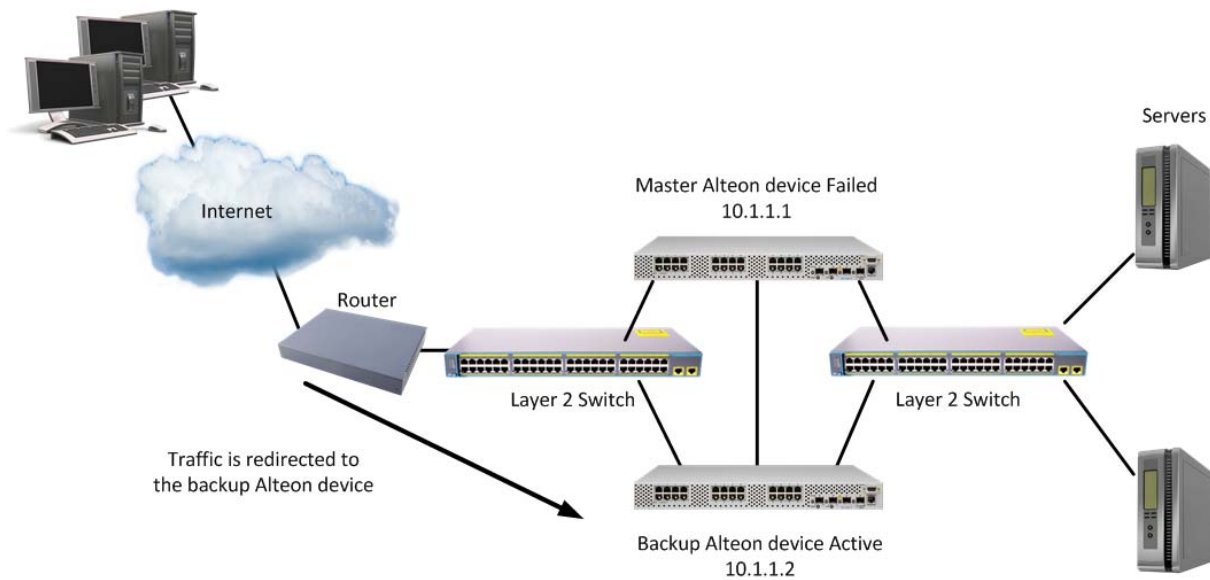 Servers
Master Alteon device Failed
10.1.1.1
Internet
Router
Layer 2 Switch
Layer 2 Switch
Traffic is redirected to
the backup Alteon device
Backup Alteon device Active
10.1.1.2